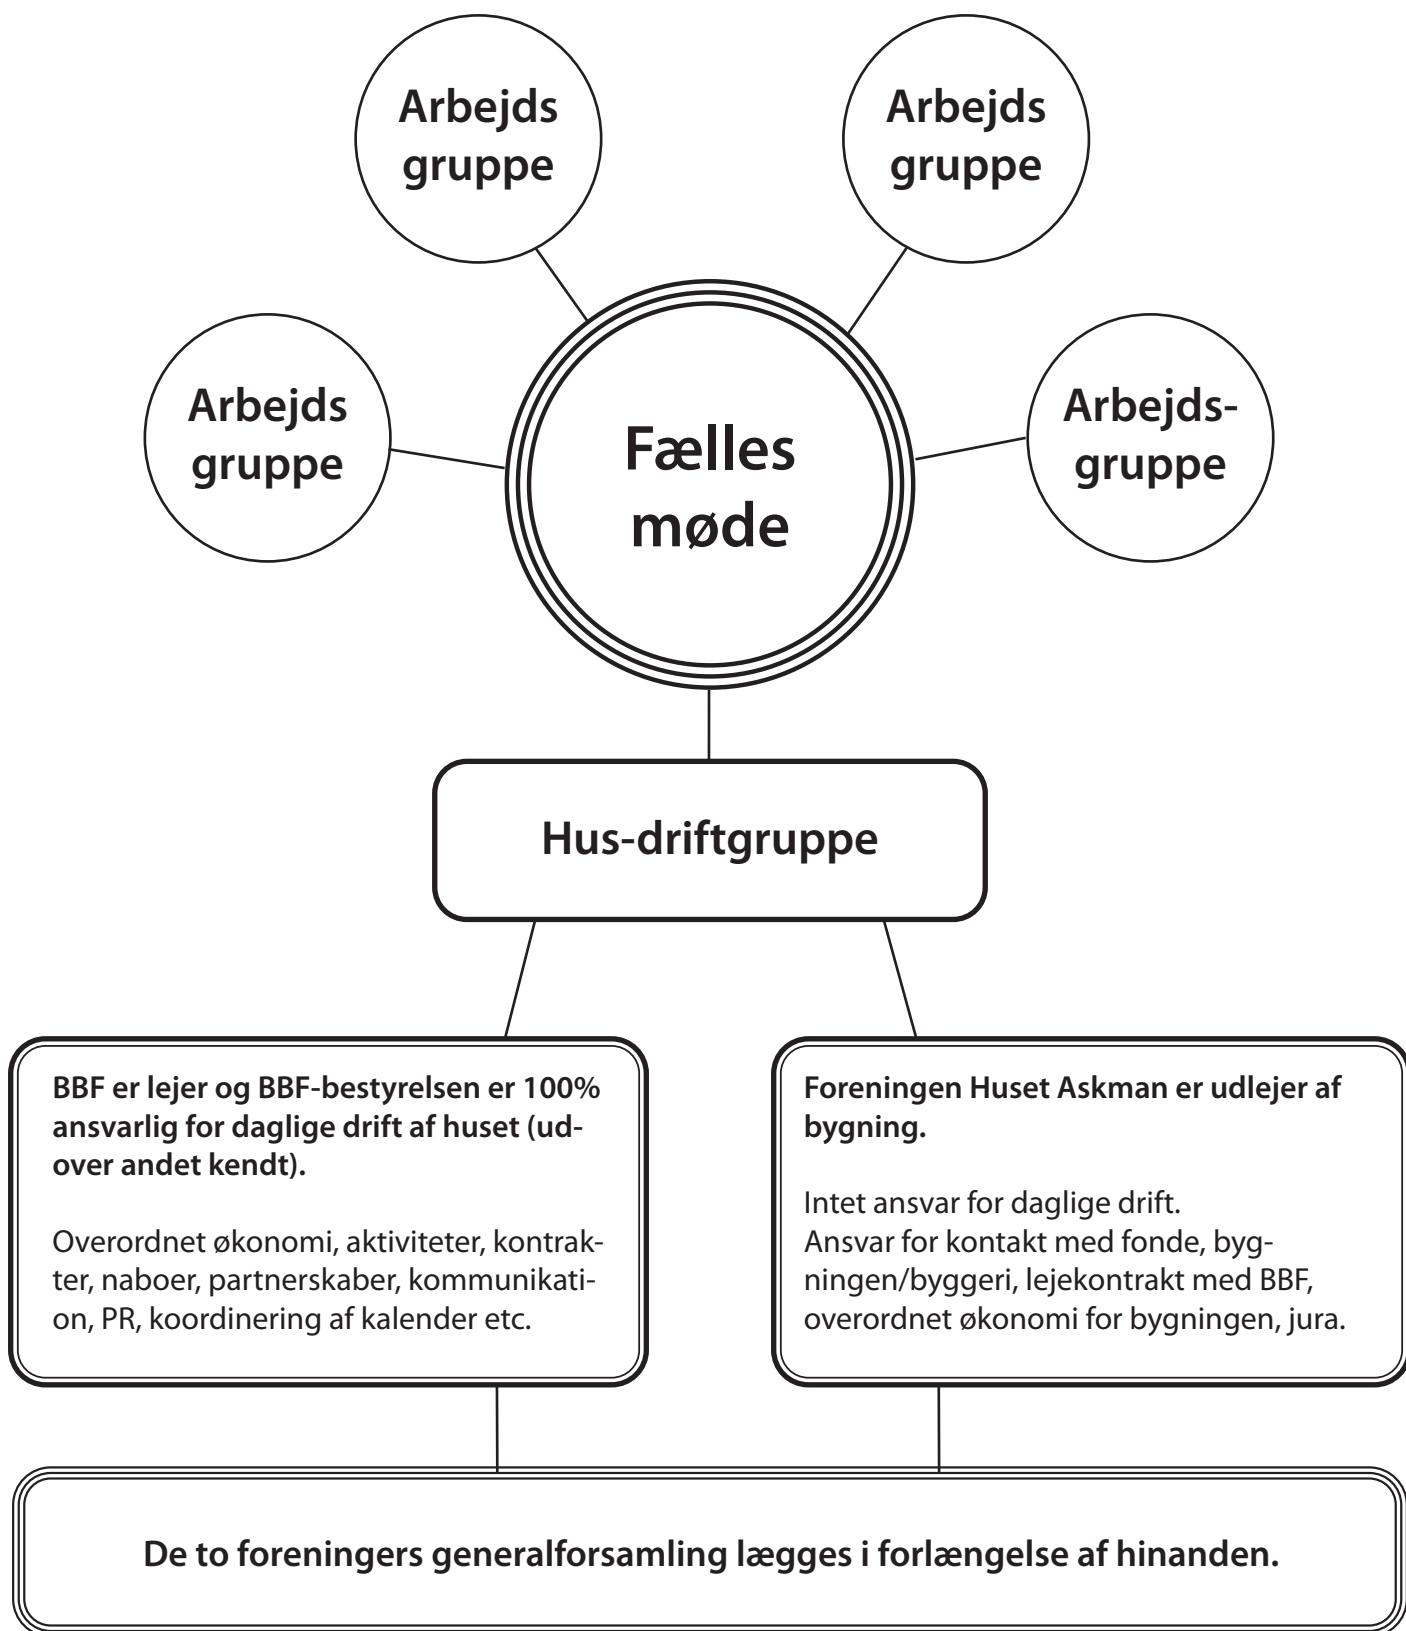 Arbejds
gruppe
Arbejds
gruppe
Arbejds
gruppe
Fælles
møde
Arbejds-
gruppe
Hus-driftgruppe
BBF er lejer og BBF-bestyrelsen er 100%
ansvarlig for daglige drift af huset (ud-
over andet kendt).
Overordnet økonomi, aktiviteter, kontrak-
ter, naboer, partnerskaber, kommunikati-
on, PR, koordinering af kalender etc.
Foreningen Huset Askman er udlejer af
bygning.
Intet ansvar for daglige drift.
Ansvar for kontakt med fonde, byg-
ningen/byggeri, lejekontrakt med BBF,
overordnet økonomi for bygningen, jura.
De to foreningers generalforsamling lægges i forlængelse af hinanden.